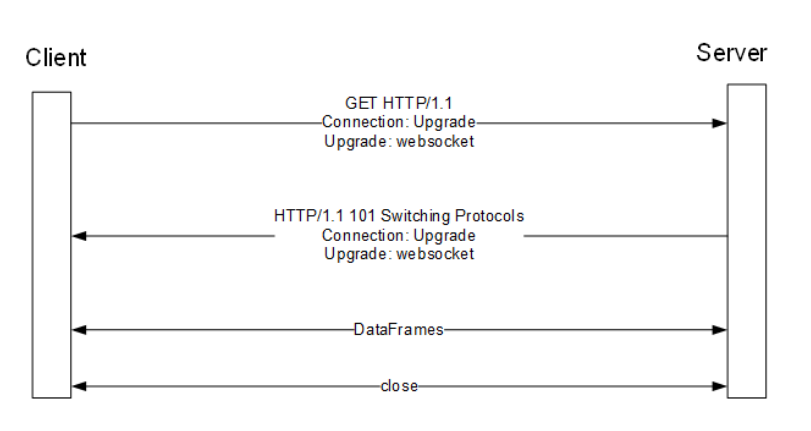 Client
Server
GET HTTP/1.1
Connection: Upgrade
Upgrade: websocket
HTTP/1.1 101 Switching Protocols
Connection: Upgrade
Upgrade: websocket
DataFrames
close